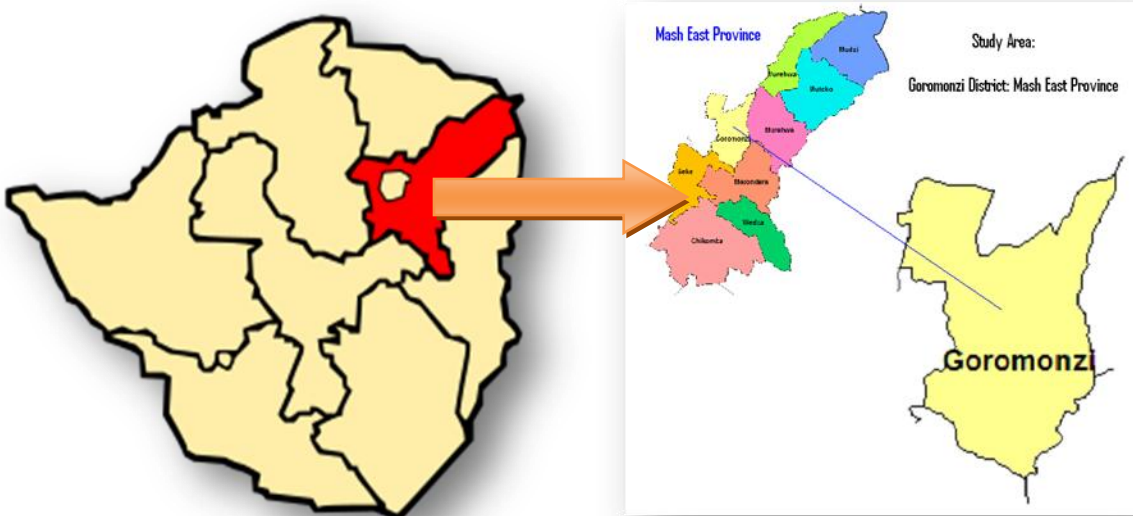 Mash East Province
Study Area:
Goromonzi District: Mash East Province
Mudzi
Mutoko
Murehwa
Goromonzi
Seke
Marondera
Wedza
Chikomba
Goromonzi